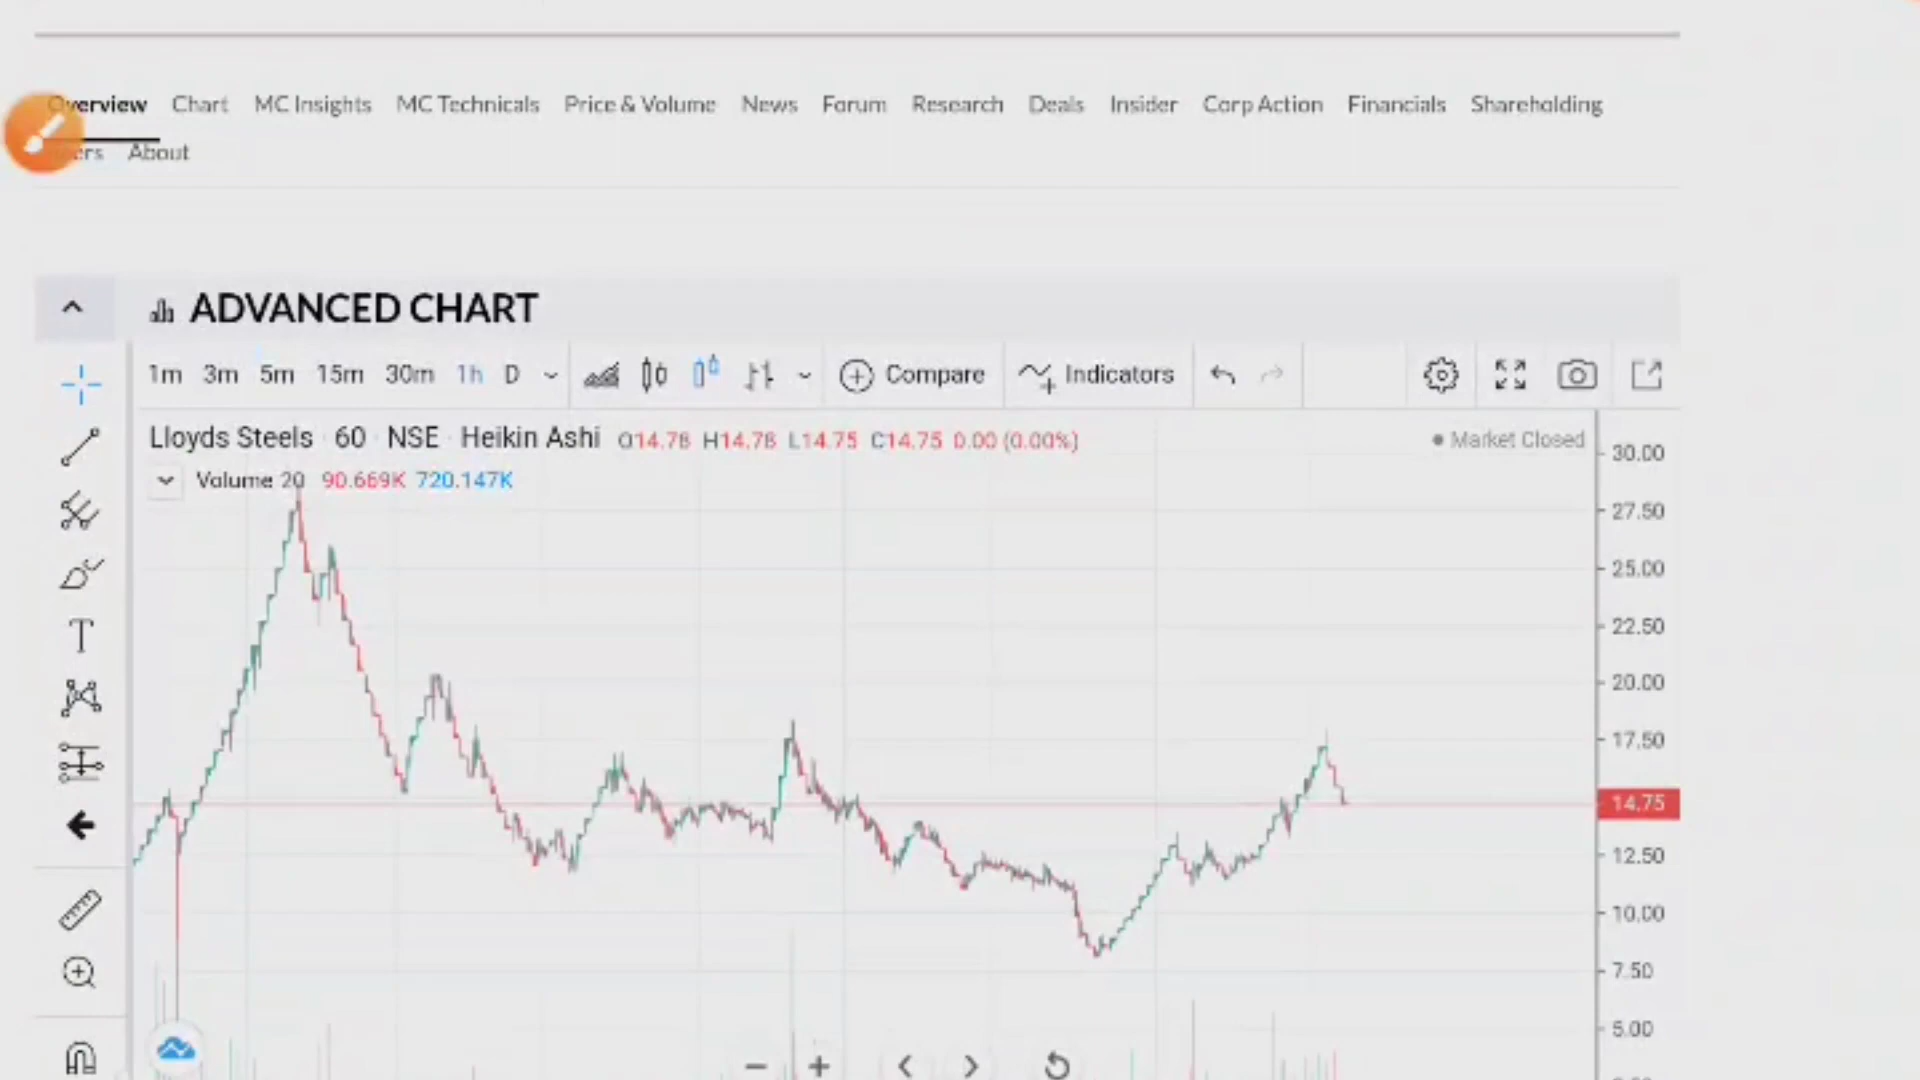 Overview Chart MC Insights MC Technicals Price & Volume News Forum Research Deals Insider Corp Action Financials Shareholding
About
ADVANCED CHART
1m 3m 5m 15m 30m 1h D Compare Indicators
Lloyds Steels · 60 · NSE · Heikin Ashi O14.78 H14.78 L14.75 C14.75 0.00 (0.00%) Market Closed
Volume 20 90.669K 720.147K
30.00
27.50
25.00
22.50
20.00
17.50
14.75
12.50
10.00
7.50
5.00